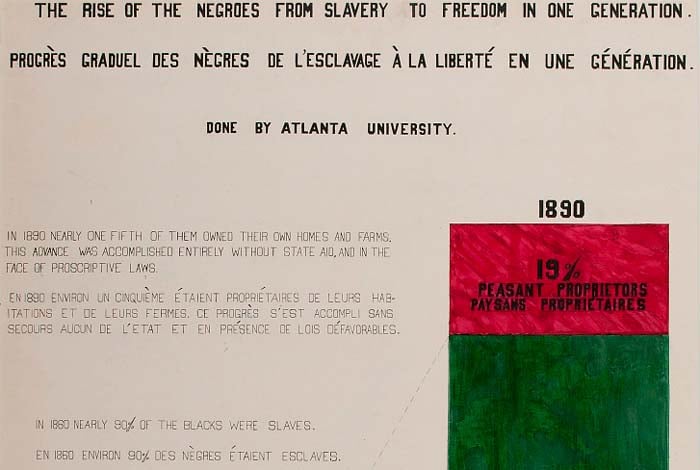 THE RISE OF THE NEGROES FROM SLAVERY TO FREEDOM IN ONE GENERATION.
PROGRÈS GRADUEL DES NÈGRES DE L'ESCLAVAGE À LA LIBERTÉ EN UNE GÉNÉRATION.
DONE BY ATLANTA UNIVERSITY.
1890
19%
PEASANT PROPRIETORS
PAYSANS PROPRIÉTAIRES
IN 1890 NEARLY ONE FIFTH OF THEM OWNED THEIR OWN HOMES AND FARMS.
THIS ADVANCE WAS ACCOMPLISHED ENTIRELY WITHOUT STATE AID, AND IN THE
FACE OF PROSCRIPTIVE LAWS.
EN 1890 ENVIRON UN CINQUIÈME ÉTAIENT PROPRIÉTAIRES DE LEURS HAB-
ITATIONS ET DE LEURS FERMES. CE PROGRÈS S'EST ACCOMPLI SANS
SECOURS AUCUN DE L'ETAT ET EN PRÉSENCE DE LOIS DÉFAVORABLES.
IN 1860 NEARLY 90% OF THE BLACKS WERE SLAVES.
EN 1860 ENVIRON 90% DES NÈGRES ÉTAIENT ESCLAVES.